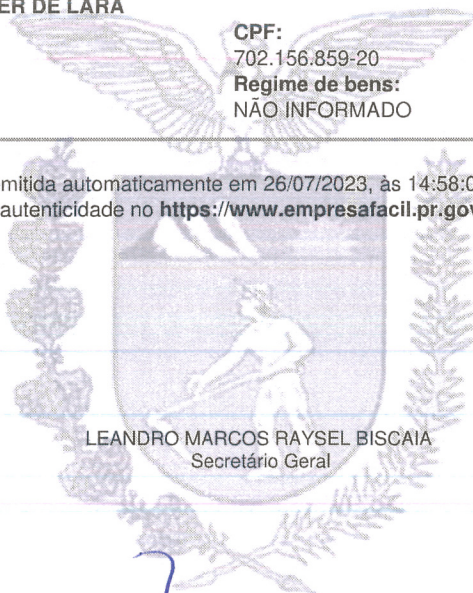 ER DE LARA
CPF:
702.156.859-20
Regime de bens:
NÃO INFORMADO
mitida automaticamente em 26/07/2023, às 14:58:0
autenticidade no https://www.empresafacil.pr.gov
LEANDRO MARCOS RAYSEL BISCAIA
Secretário Geral